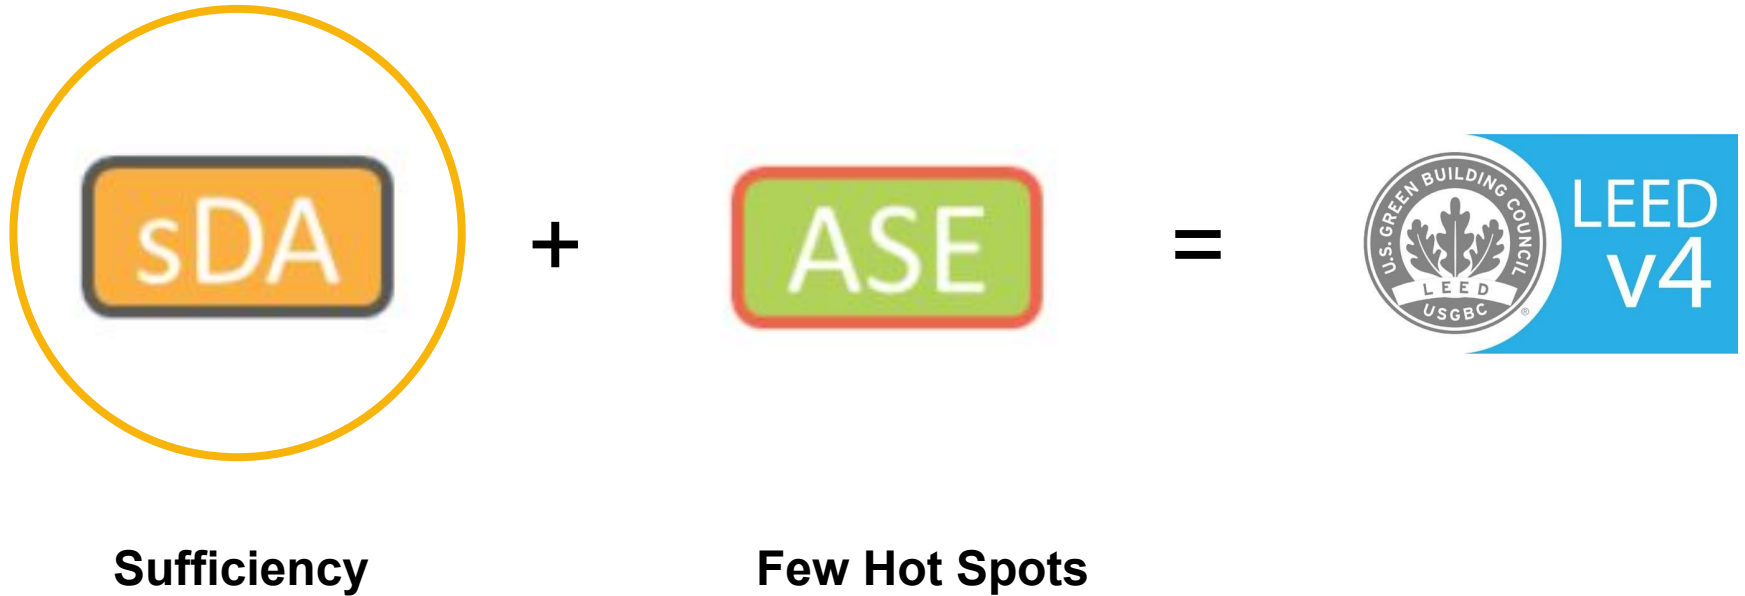 sDA
+
ASE
=
U.S. GREEN BUILDING COUNCIL
LEED
USGBC
®
LEED
v4
Sufficiency
Few Hot Spots